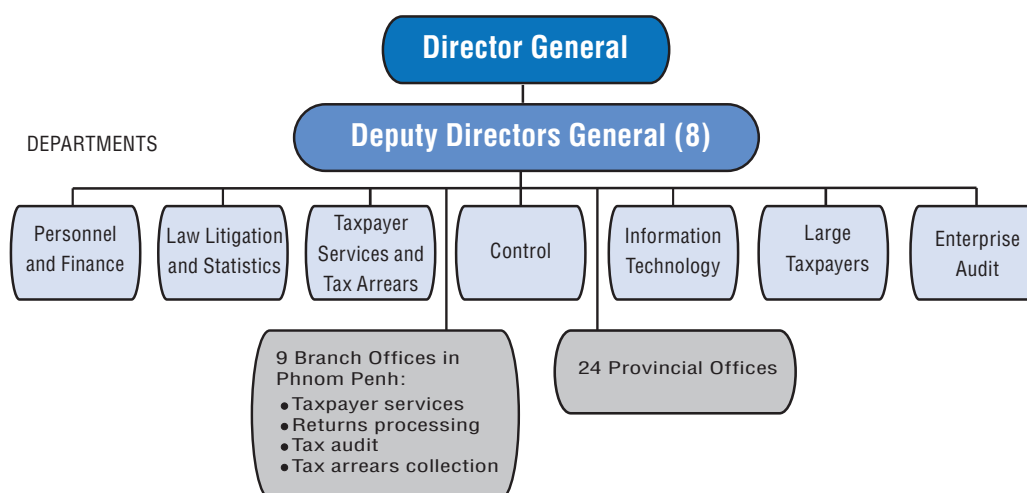 Director General
Deputy Directors General (8)
DEPARTMENTS
Personnel
and Finance
Law Litigation
and Statistics
Taxpayer
Services and
Tax Arrears
Control
Information
Technology
Large
Taxpayers
Enterprise
Audit
9 Branch Offices in
Phnom Penh:
● Taxpayer services
● Returns processing
● Tax audit
● Tax arrears collection
24 Provincial Offices